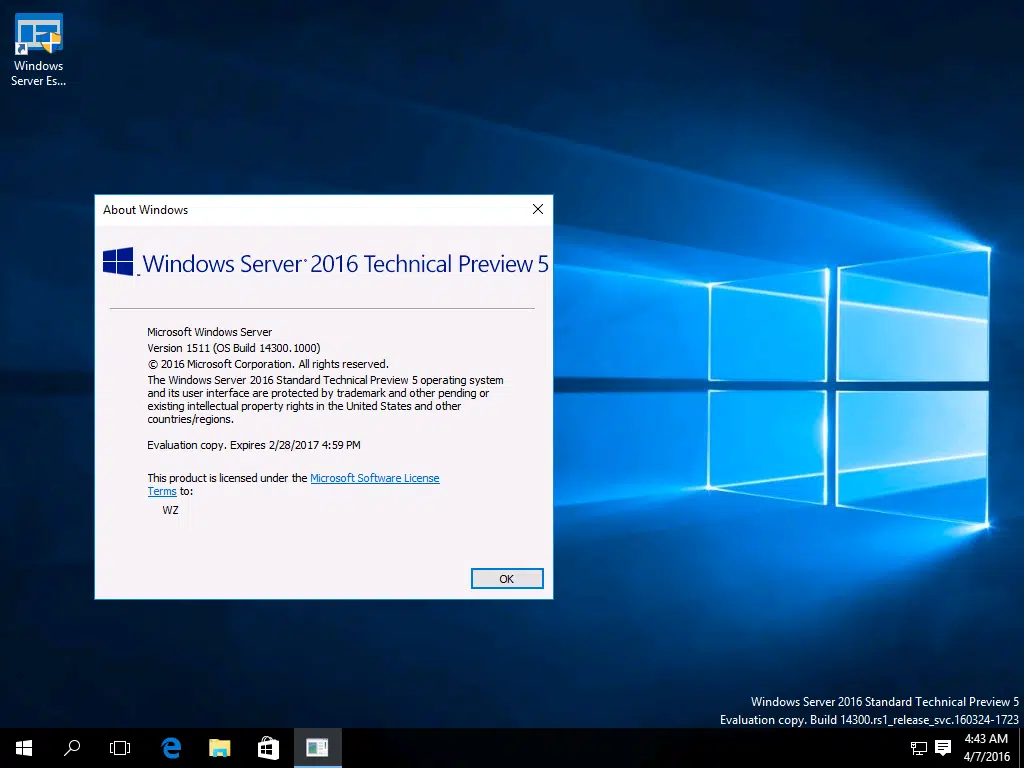 Windows
Server Es...
About Windows
Windows Server® 2016 Technical Preview 5
Microsoft Windows Server
Version 1511 (OS Build 14300.1000)
© 2016 Microsoft Corporation. All rights reserved.
The Windows Server 2016 Standard Technical Preview 5 operating system
and its user interface are protected by trademark and other pending or
existing intellectual property rights in the United States and other
countries/regions.
Evaluation copy. Expires 2/28/2017 4:59 PM
This product is licensed under the Microsoft Software License
Terms to:
WZ
OK
Windows Server 2016 Standard Technical Preview 5
Evaluation copy. Build 14300.rs1_release_svc.160324-1723
4:43 AM
4/7/2016